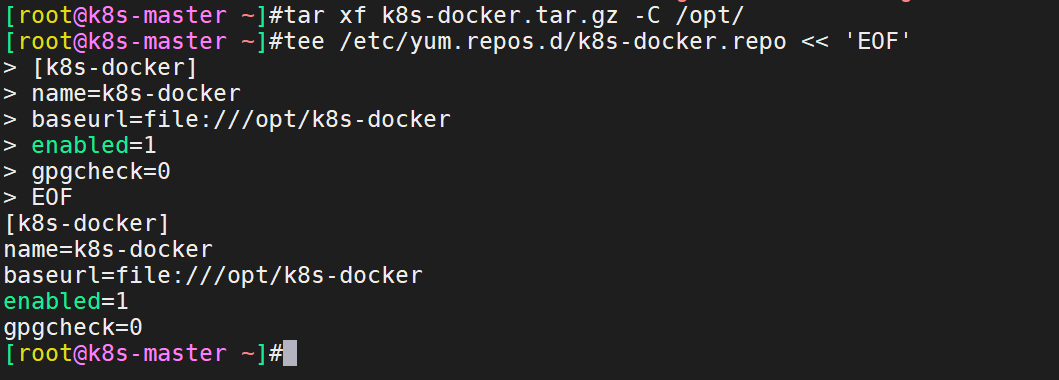 [root@k8s-master ~]#tar xf k8s-docker.tar.gz -C /opt/
[root@k8s-master ~]#tee /etc/yum.repos.d/k8s-docker.repo << 'EOF'
> [k8s-docker]
> name=k8s-docker
> baseurl=file:///opt/k8s-docker
> enabled=1
> gpgcheck=0
> EOF
[k8s-docker]
name=k8s-docker
baseurl=file:///opt/k8s-docker
enabled=1
gpgcheck=0
[root@k8s-master ~]#